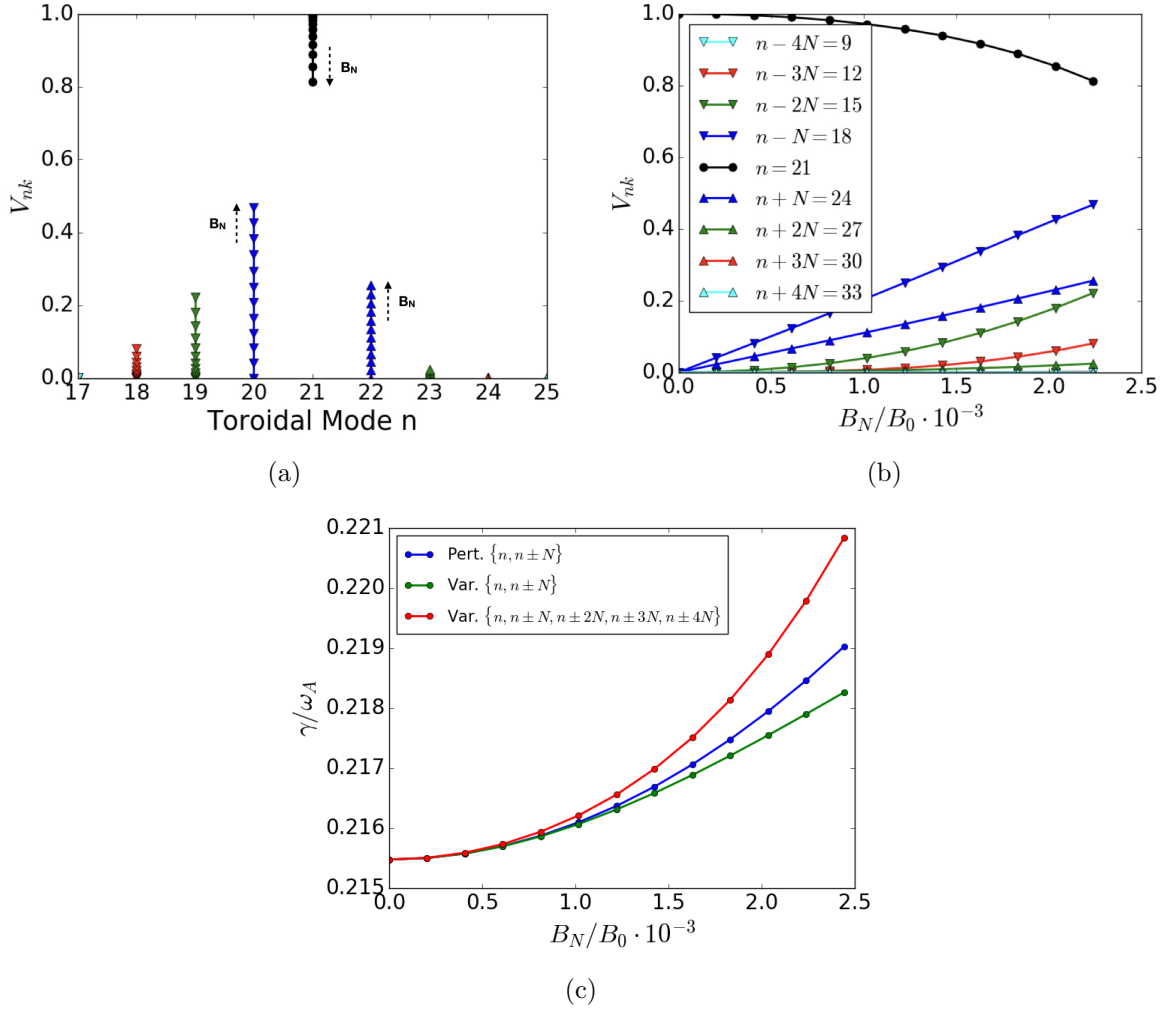 1.0
0.8
0.6
0.4
0.2
0.0
V_{nk}
B_N
B_N
B_N
17 18 19 20 21 22 23 24 25
Toroidal Mode n
(a)
1.0
0.8
0.6
0.4
0.2
0.0
V_{nk}
n − 4N = 9
n − 3N = 12
n − 2N = 15
n − N = 18
n = 21
n + N = 24
n + 2N = 27
n + 3N = 30
n + 4N = 33
0.0 0.5 1.0 1.5 2.0 2.5
B_N/B_0 · 10^{-3}
(b)
0.221
0.220
0.219
0.218
0.217
0.216
0.215
γ/ω_A
Pert. {n, n ± N}
Var. {n, n ± N}
Var. {n, n ± N, n ± 2N, n ± 3N, n ± 4N}
0.0 0.5 1.0 1.5 2.0 2.5
B_N/B_0 · 10^{-3}
(c)